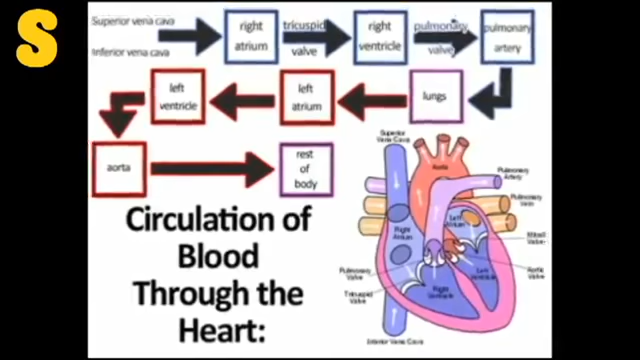 S
Superior vena cava
Inferior vena cava
right
atrium
tricuspid
valve
right
ventricle
pulmonary
valve
pulmonary
artery
left
ventricle
left
atrium
lungs
aorta
rest
of
body
Circulation of
Blood
Through the
Heart:
Superior
Vena Cava
Aorta
Pulmonary
Artery
Pulmonary
Vein
Left
Atrium
Mitral
Valve
Right
Atrium
Aortic
Valve
Left
Ventricle
Pulmonary
Valve
Right
Ventricle
Tricuspid
Valve
Inferior Vena Cava